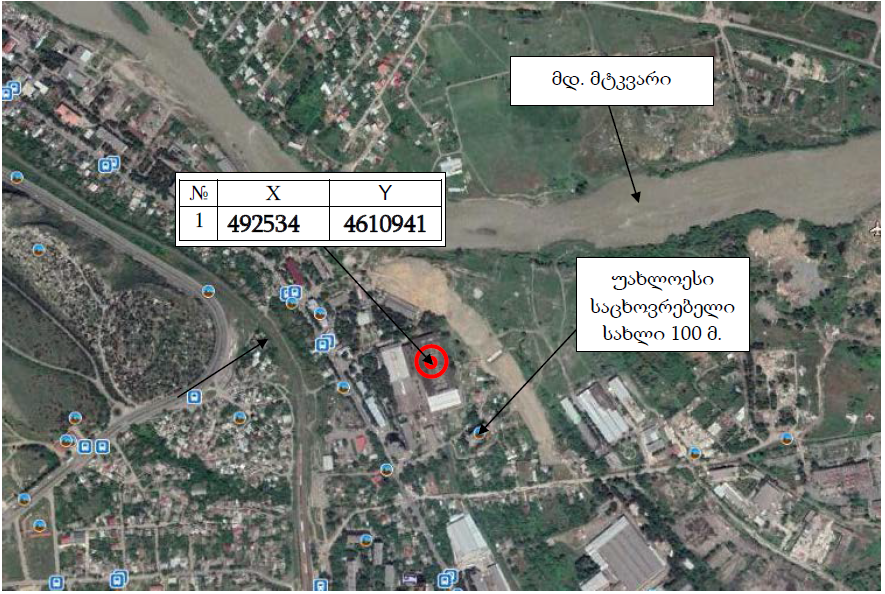 მდ. მტკვარი
№ X Y
1 492534 4610941
უახლოესი
საცხოვრებელი
სახლი 100 მ.